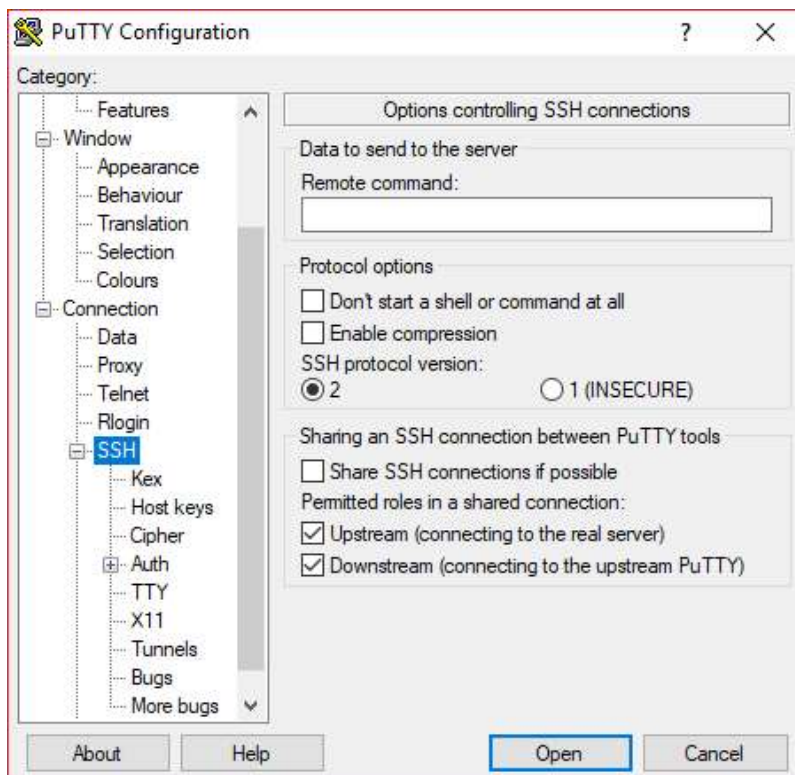 PuTTY Configuration
?
Category:
Features
Window
Appearance
Behaviour
Translation
Selection
Colours
Connection
Data
Proxy
Telnet
Rlogin
SSH
Kex
Host keys
Cipher
Auth
TTY
X11
Tunnels
Bugs
More bugs
Options controlling SSH connections
Data to send to the server
Remote command:
Protocol options
Don't start a shell or command at all
Enable compression
SSH protocol version:
2 1 (INSECURE)
Sharing an SSH connection between PuTTY tools
Share SSH connections if possible
Permitted roles in a shared connection:
Upstream (connecting to the real server)
Downstream (connecting to the upstream PuTTY)
About Help Open Cancel